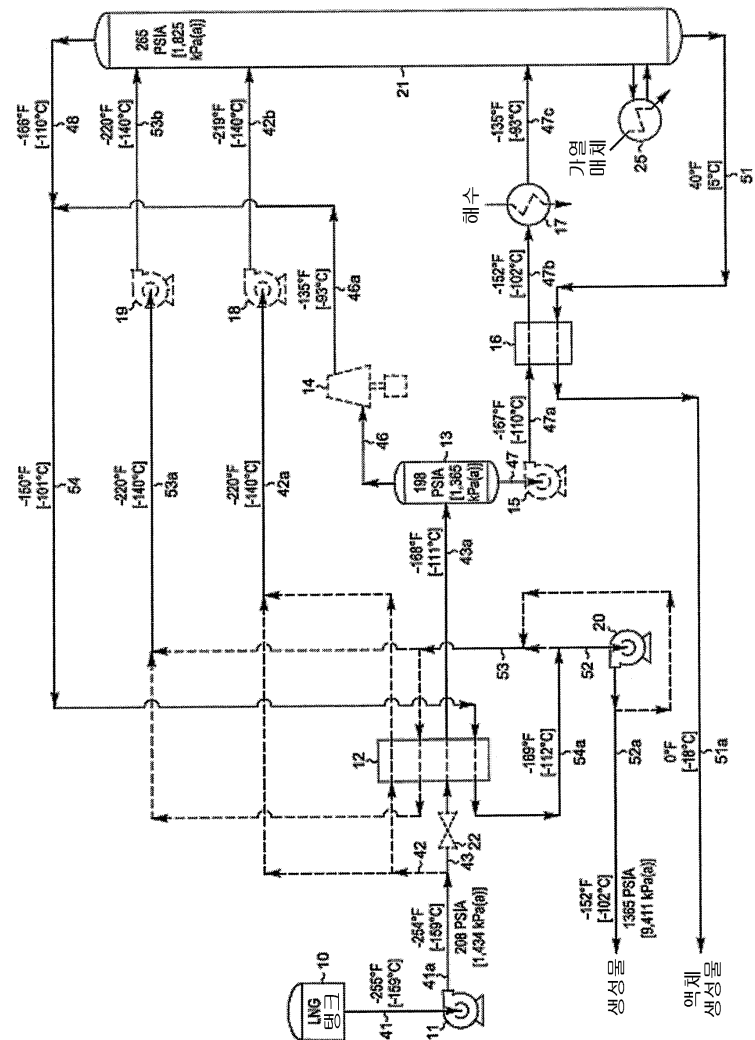 -150°F
[-101°C]
54
-166°F
[-110°C]
48
265
PSIA
[1,825
kPa(a)]
19
-220°F
[-140°C]
53a
-220°F
[-140°C]
53b
18
-220°F
[-140°C]
42a
-219°F
[-140°C]
42b
21
14
-135°F
[-93°C]
46a
46
10
LNG
탱크
41
-255°F
[-159°C]
11
41a
-254°F
[-159°C]
208 PSIA
[1,434 kPa(a)]
42
43
22
12
-168°F
[-111°C]
43a
13
198
PSIA
[1,365
kPa(a)]
47
15
-167°F
[-110°C]
47a
16
-152°F
[-102°C]
47b
해수
17
-135°F
[-93°C]
47c
가열
매체
25
53
-169°F
[-112°C]
54a
52
20
52a
-152°F
[-102°C]
1365 PSIA
[9,411 kPa(a)]
생성물
0°F
[-18°C]
51a
40°F
[5°C]
51
액체
생성물